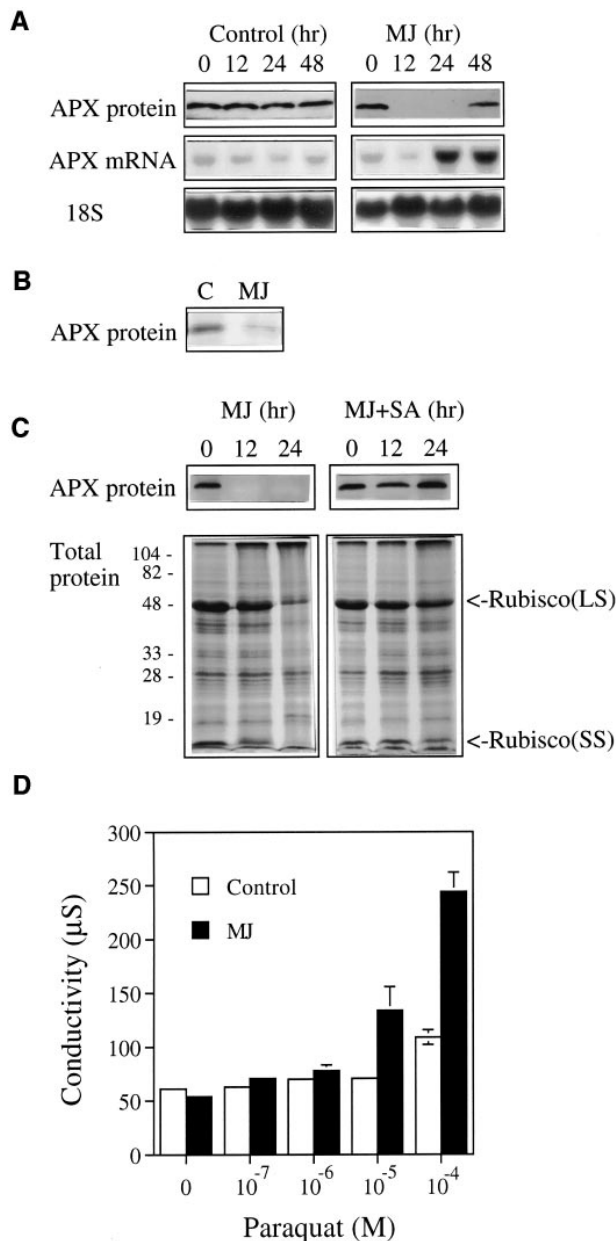 A
Control (hr) MJ (hr)
0 12 24 48 0 12 24 48
APX protein
APX mRNA
18S
B
C MJ
APX protein
C
MJ (hr) MJ+SA (hr)
0 12 24 0 12 24
APX protein
Total protein
104 -
82 -
48 -
33 -
28 -
19 -
<-Rubisco(LS)
<-Rubisco(SS)
D
300
250
200
150
100
50
0
Conductivity (µS)
Control
MJ
0 10⁻⁷ 10⁻⁶ 10⁻⁵ 10⁻⁴
Paraquat (M)